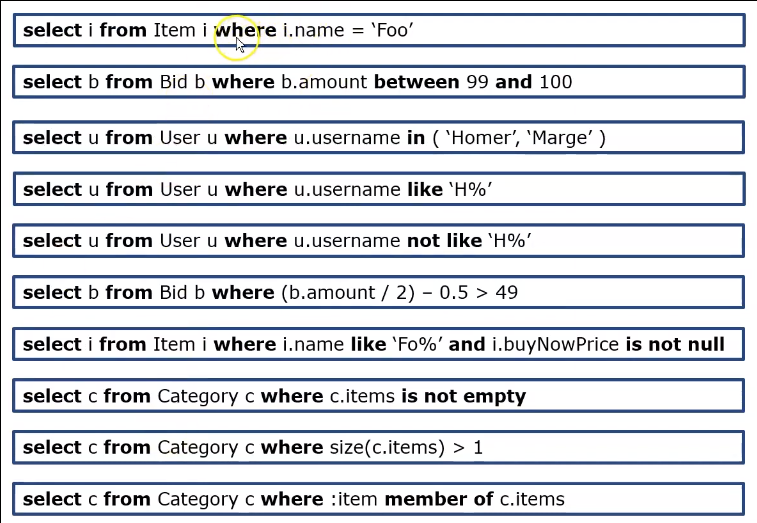 select i from Item i where i.name = ‘Foo’
select b from Bid b where b.amount between 99 and 100
select u from User u where u.username in ( ‘Homer’, ‘Marge’ )
select u from User u where u.username like ‘H%’
select u from User u where u.username not like ‘H%’
select b from Bid b where (b.amount / 2) – 0.5 > 49
select i from Item i where i.name like ‘Fo%’ and i.buyNowPrice is not null
select c from Category c where c.items is not empty
select c from Category c where size(c.items) > 1
select c from Category c where :item member of c.items